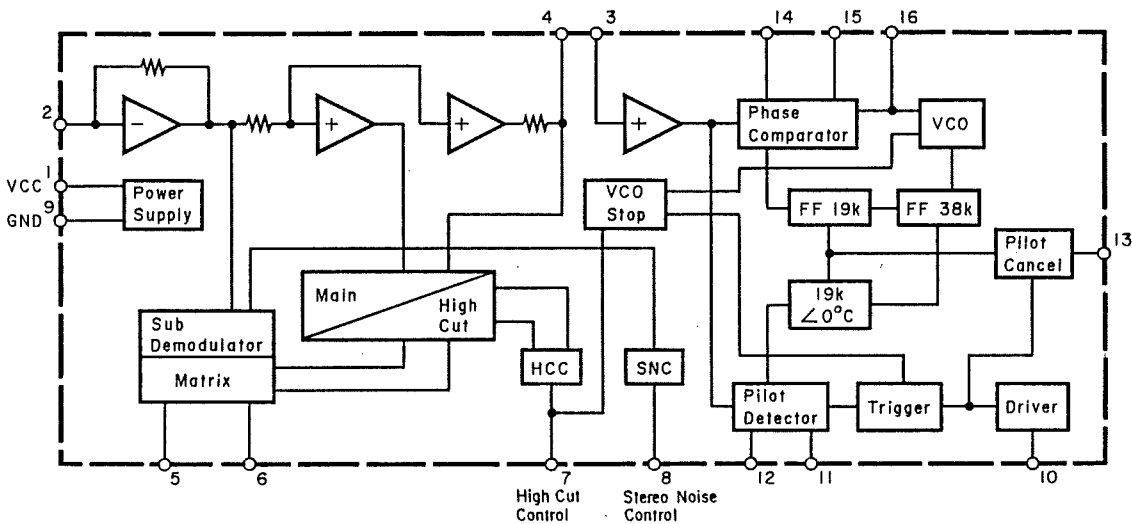 4
3
14
15
16
2
−
+
+
+
Phase
Comparator
VCO
VCC
1
GND
9
Power
Supply
VCO
Stop
FF 19k
FF 38k
Pilot
Cancel
13
Main
High
Cut
19k
∠0°C
Sub
Demodulator
Matrix
HCC
SNC
Pilot
Detector
Trigger
Driver
5
6
7
8
12
11
10
High Cut
Control
Stereo Noise
Control